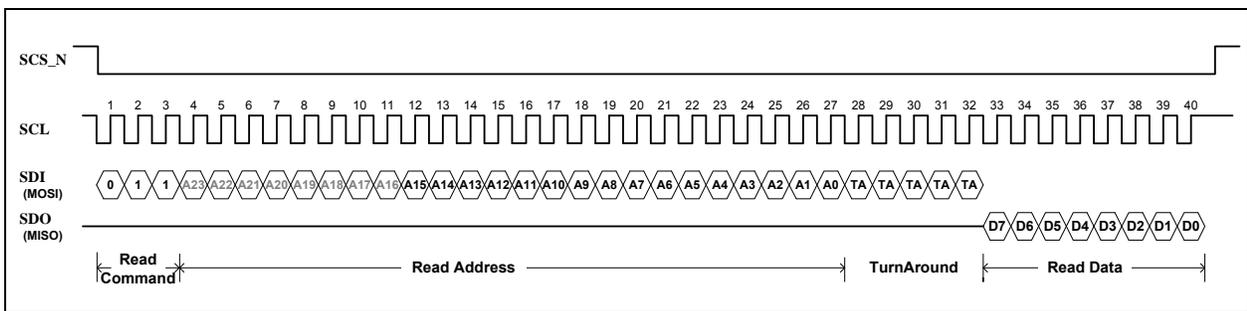 SCS_N
1 2 3 4 5 6 7 8 9 10 11 12 13 14 15 16 17 18 19 20 21 22 23 24 25 26 27 28 29 30 31 32 33 34 35 36 37 38 39 40
SCL
SDI
(MOSI)
0 1 1 A23 A22 A21 A20 A19 A18 A17 A16 A15 A14 A13 A12 A11 A10 A9 A8 A7 A6 A5 A4 A3 A2 A1 A0 TA TA TA TA TA
SDO
(MISO)
D7 D6 D5 D4 D3 D2 D1 D0
Read
Command
Read Address
TurnAround
Read Data